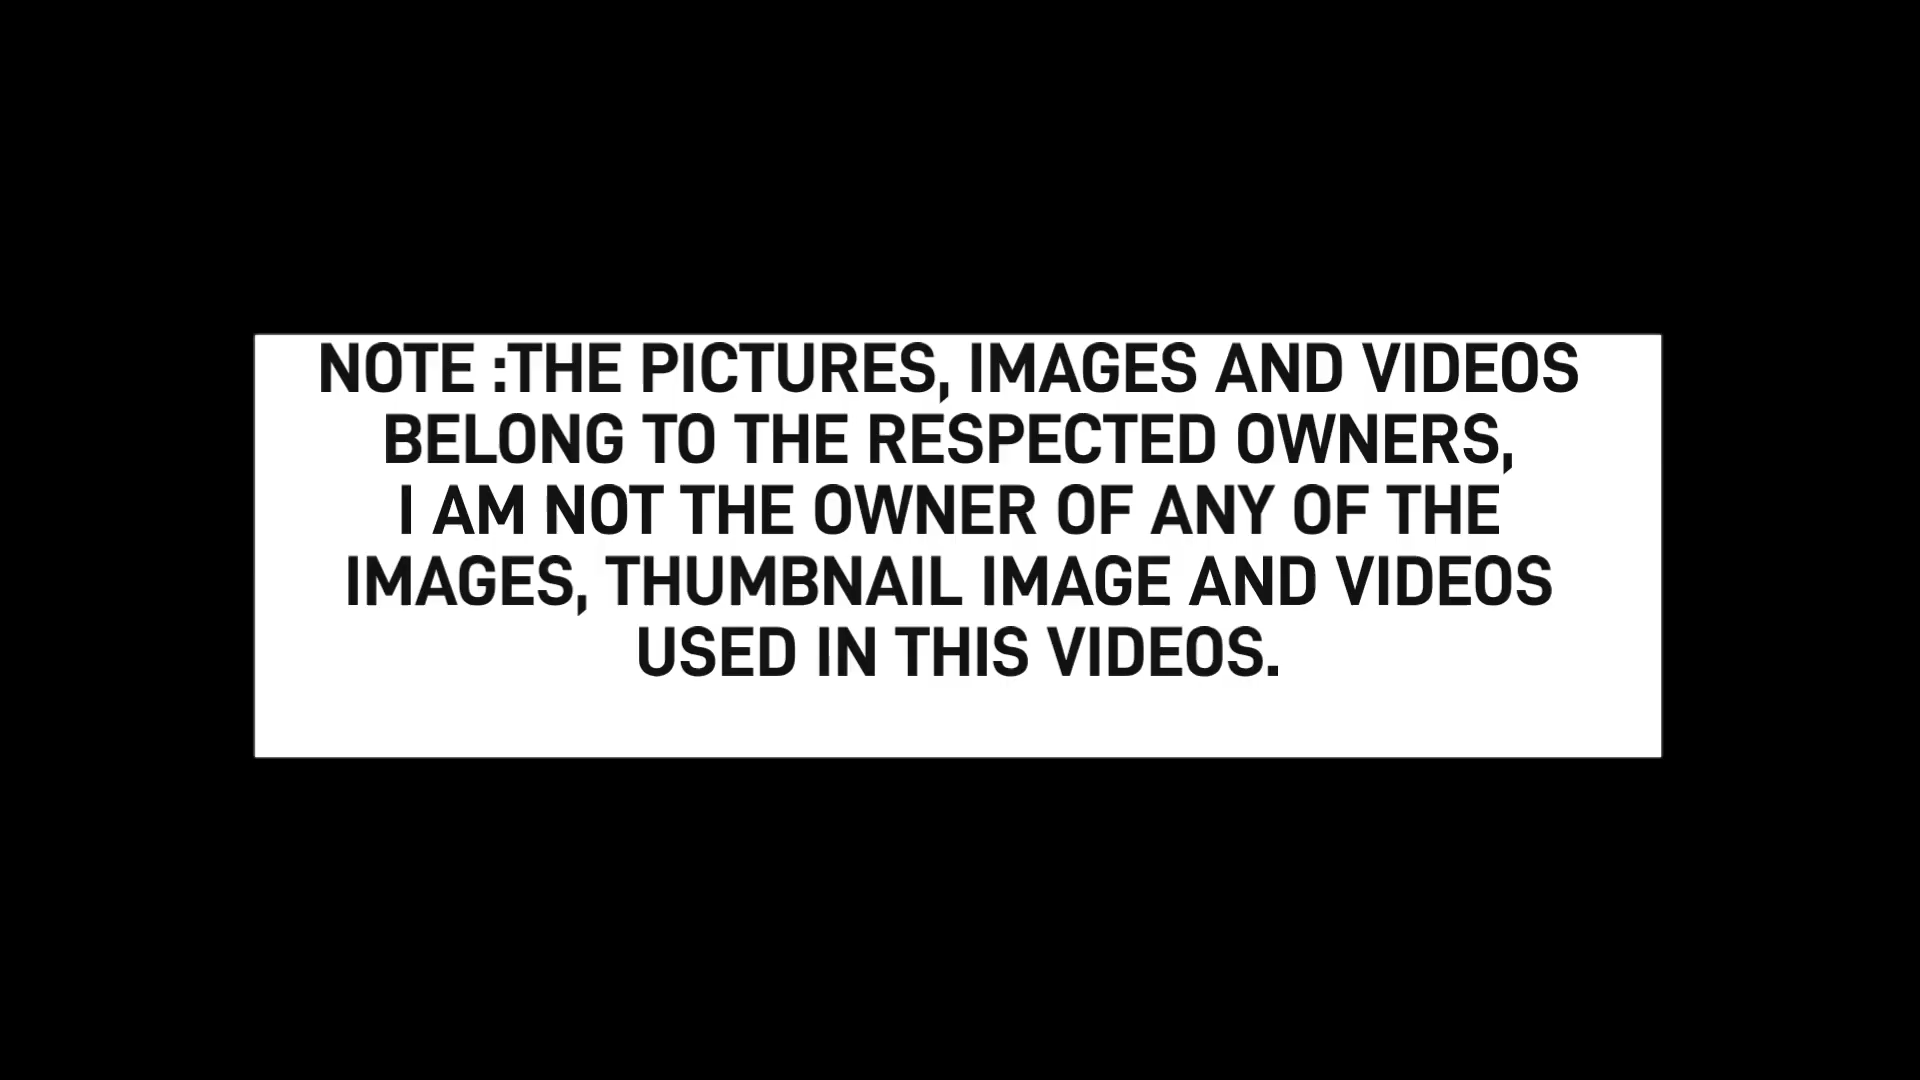 NOTE :THE PICTURES, IMAGES AND VIDEOS
BELONG TO THE RESPECTED OWNERS,
I AM NOT THE OWNER OF ANY OF THE
IMAGES, THUMBNAIL IMAGE AND VIDEOS
USED IN THIS VIDEOS.